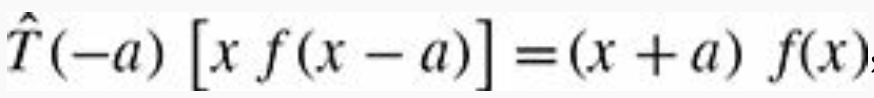 T̂(−a) [x f(x − a)] = (x + a) f(x),